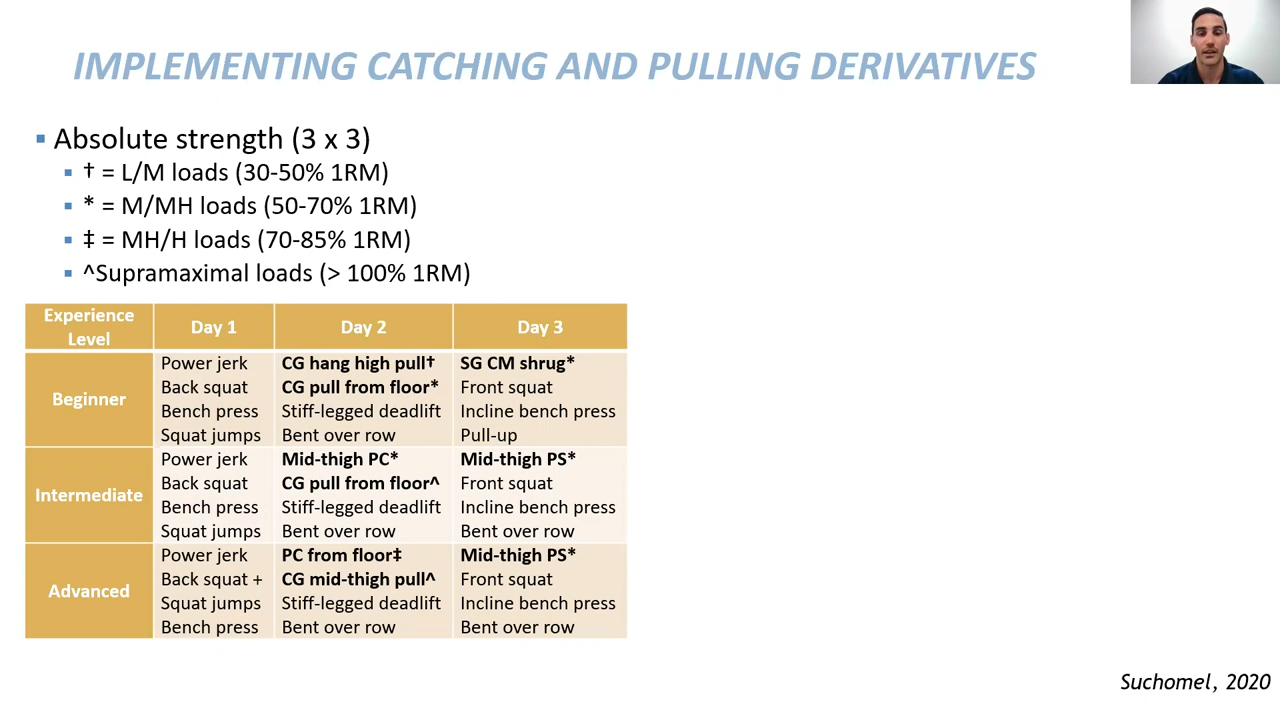 IMPLEMENTING CATCHING AND PULLING DERIVATIVES
▪ Absolute strength (3 x 3)
▪ † = L/M loads (30-50% 1RM)
▪ * = M/MH loads (50-70% 1RM)
▪ ‡ = MH/H loads (70-85% 1RM)
▪ ^Supramaximal loads (> 100% 1RM)
Experience Level | Day 1 | Day 2 | Day 3
Beginner
Power jerk | CG hang high pull† | SG CM shrug*
Back squat | CG pull from floor* | Front squat
Bench press | Stiff-legged deadlift | Incline bench press
Squat jumps | Bent over row | Pull-up
Intermediate
Power jerk | Mid-thigh PC* | Mid-thigh PS*
Back squat | CG pull from floor^ | Front squat
Bench press | Stiff-legged deadlift | Incline bench press
Squat jumps | Bent over row | Bent over row
Advanced
Power jerk | PC from floor‡ | Mid-thigh PS*
Back squat + | CG mid-thigh pull^ | Front squat
Squat jumps | Stiff-legged deadlift | Incline bench press
Bench press | Bent over row | Bent over row
Suchomel, 2020